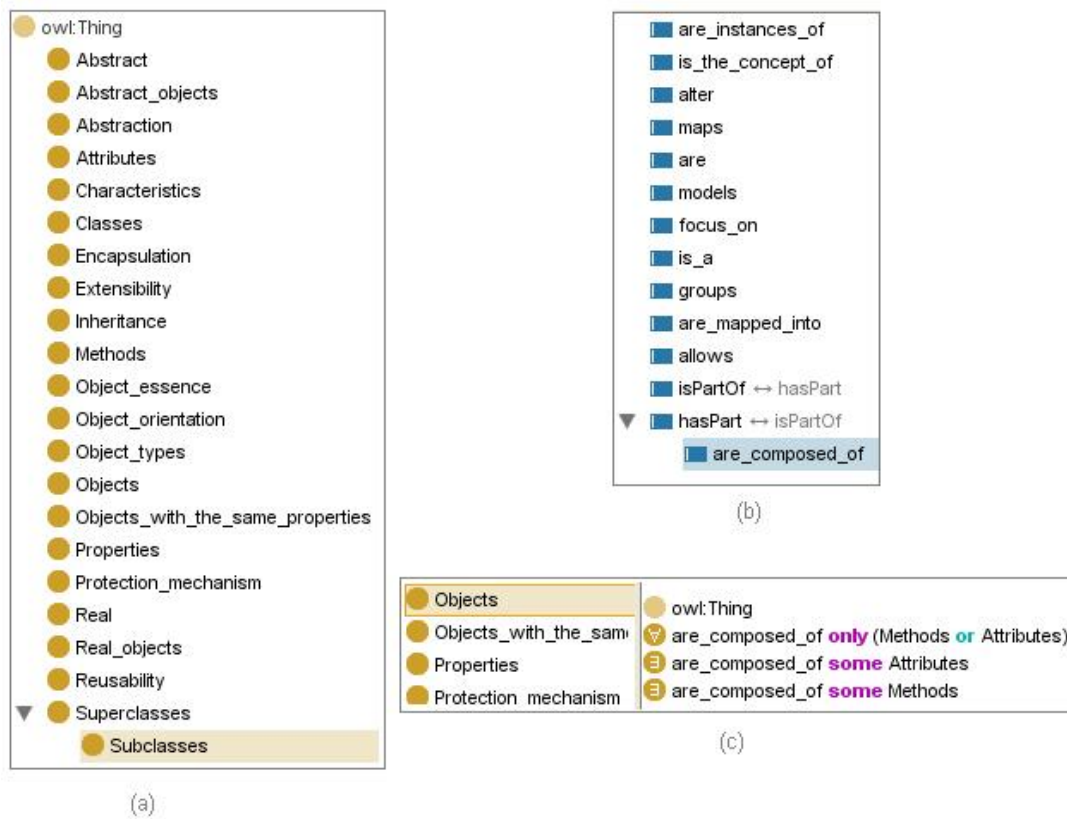 owl:Thing
Abstract
Abstract_objects
Abstraction
Attributes
Characteristics
Classes
Encapsulation
Extensibility
Inheritance
Methods
Object_essence
Object_orientation
Object_types
Objects
Objects_with_the_same_properties
Properties
Protection_mechanism
Real
Real_objects
Reusability
Superclasses
Subclasses
(a)
are_instances_of
is_the_concept_of
alter
maps
are
models
focus_on
is_a
groups
are_mapped_into
allows
isPartOf ↔ hasPart
hasPart ↔ isPartOf
are_composed_of
(b)
Objects
Objects_with_the_sam
Properties
Protection_mechanism
owl:Thing
∀ are_composed_of only (Methods or Attributes)
∃ are_composed_of some Attributes
∃ are_composed_of some Methods
(c)